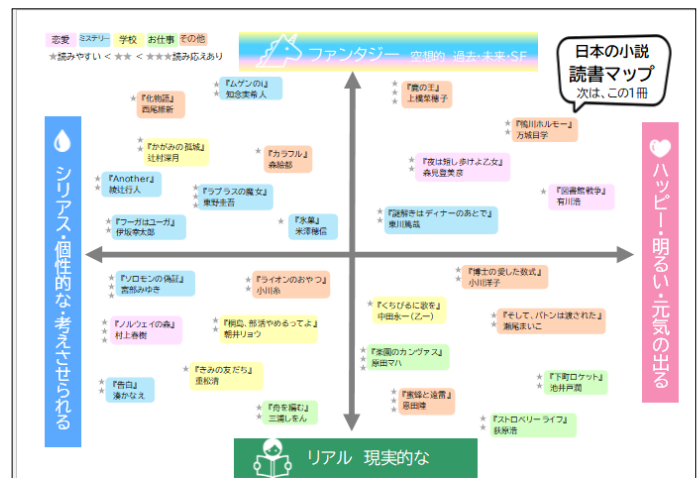 恋愛 ミステリー 学校 お仕事 その他
★読みやすい < ★★ < ★★★読み応えあり
ファンタジー 空想的 過去・未来・SF
日本の小説
読書マップ
次は、この1冊
シリアス・個性的な・考えさせられる
ハッピー・明るい・元気の出る
『ムゲンのi』
知念実希人
『化物語』
西尾維新
『鹿の王』
上橋菜穂子
『鴨川ホルモー』
万城目学
『かがみの孤城』
辻村深月
『カラフル』
森絵都
『夜は短し歩けよ乙女』
森見登美彦
『Another』
綾辻行人
『ラプラスの魔女』
東野圭吾
『図書館戦争』
有川浩
『フーガはユーガ』
伊坂幸太郎
『氷菓』
米澤穂信
『謎解きはディナーのあとで』
東川篤哉
『ソロモンの偽証』
宮部みゆき
『ライオンのおやつ』
小川糸
『博士の愛した数式』
小川洋子
『くちびるに歌を』
中田永一(乙一)
『そして、バトンは渡された』
瀬尾まいこ
『ノルウェイの森』
村上春樹
『桐島、部活やめるってよ』
朝井リョウ
『楽園のカンヴァス』
原田マハ
『きみの友だち』
重松清
『告白』
湊かなえ
『下町ロケット』
池井戸潤
『蜜蜂と遠雷』
恩田陸
『舟を編む』
三浦しをん
『ストロベリーライフ』
荻原浩
リアル 現実的な